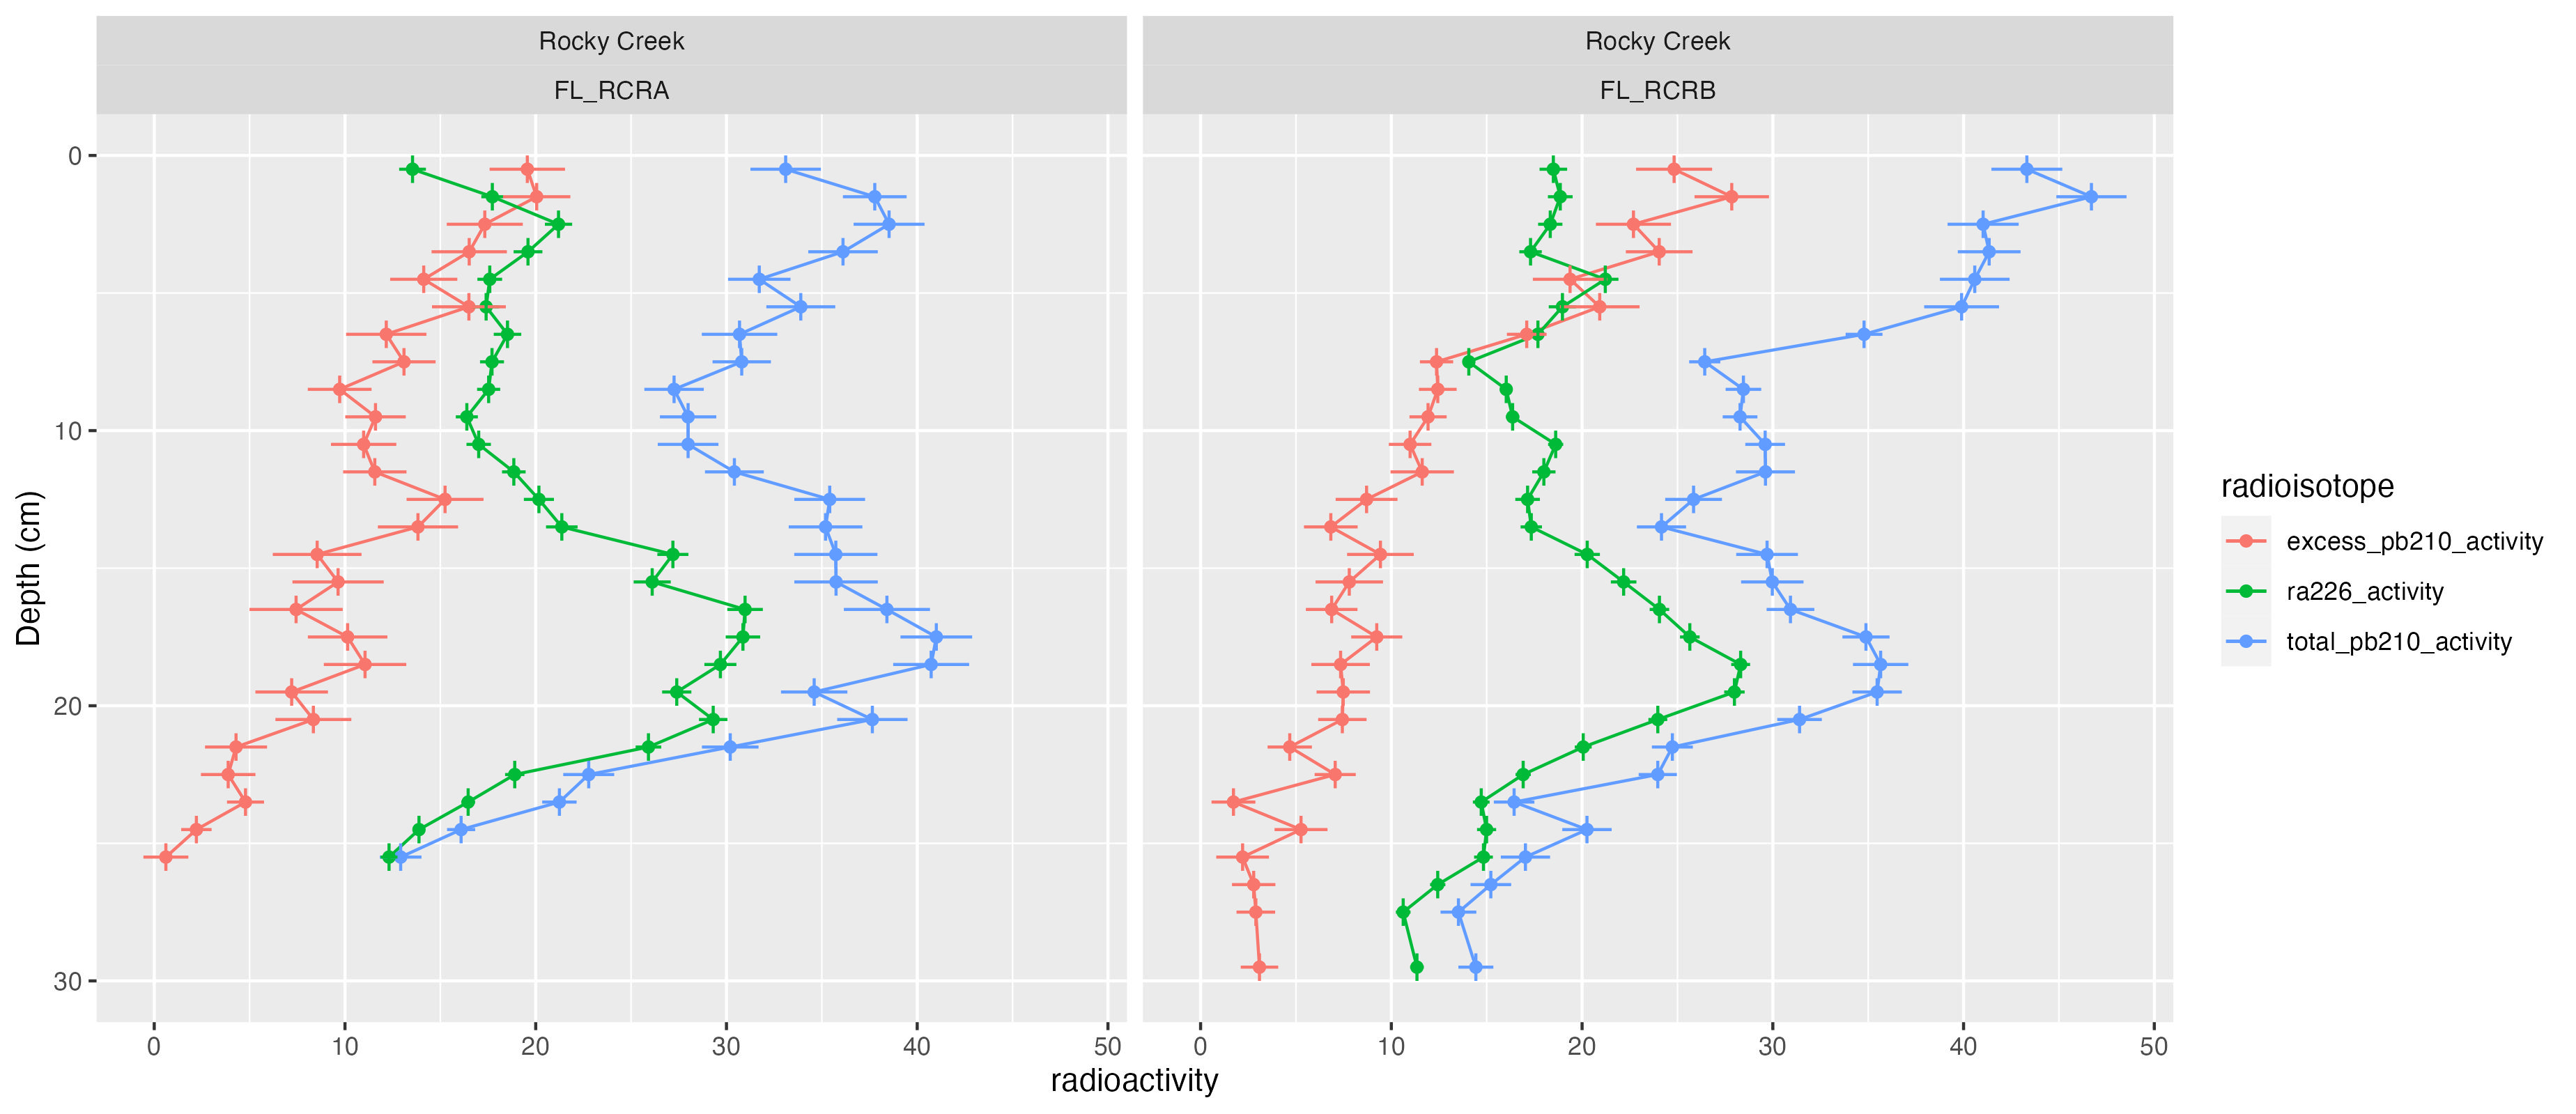 Rocky Creek
Rocky Creek
FL_RCRA
FL_RCRB
0
10
20
30
Depth (cm)
0 10 20 30 40 50
0 10 20 30 40 50
radioactivity
radioisotope
excess_pb210_activity
ra226_activity
total_pb210_activity